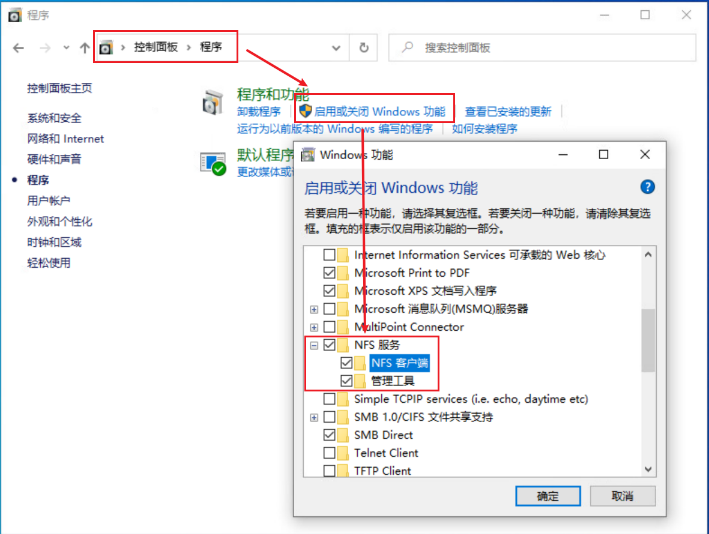 程序
控制面板 › 程序
搜索控制面板
控制面板主页
系统和安全
网络和 Internet
硬件和声音
程序
用户帐户
外观和个性化
时钟和区域
轻松使用
程序和功能
卸载程序
启用或关闭 Windows 功能
查看已安装的更新
运行为以前版本的 Windows 编写的程序
如何安装程序
默认程序
更改媒体或
Windows 功能
启用或关闭 Windows 功能
若要启用一种功能，请选择其复选框。若要关闭一种功能，请清除其复选
框。填充的框表示仅启用该功能的一部分。
Internet Information Services 可承载的 Web 核心
Microsoft Print to PDF
Microsoft XPS 文档写入程序
Microsoft 消息队列(MSMQ)服务器
MultiPoint Connector
NFS 服务
NFS 客户端
管理工具
Simple TCPIP services (i.e. echo, daytime etc)
SMB 1.0/CIFS 文件共享支持
SMB Direct
Telnet Client
TFTP Client
确定
取消